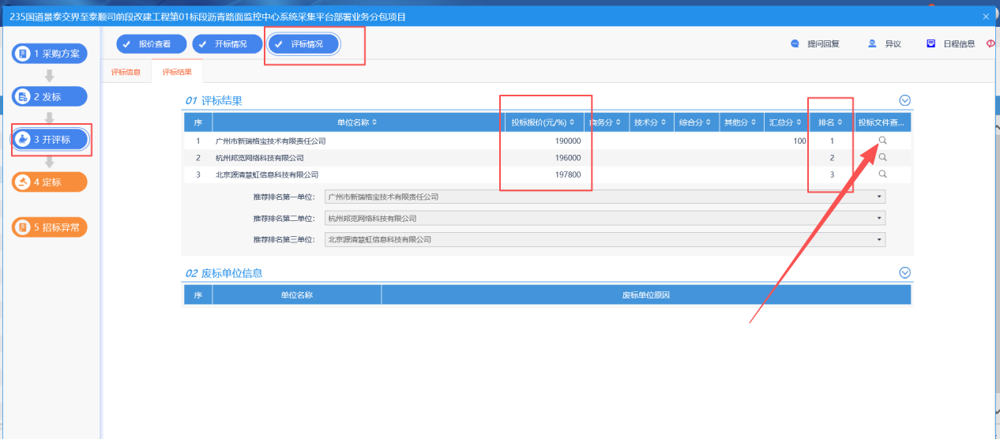 235国道景泰交界至泰顺司前段改建工程第01标段沥青路面监控中心系统采集平台部署业务分包项目
1 采购方案
2 发标
3 开评标
4 定标
5 招标异常
报价查看 开标情况 评标情况
提问回复 异议 日程信息
评标信息 评标结果
01 评标结果
序 单位名称 投标报价(元/%) 商务分 技术分 综合分 其他分 汇总分 排名 投标文件查...
1 广州市新瑞格宝技术有限责任公司 190000 100 1
2 杭州邦览网络科技有限公司 196000 2
3 北京源清慧虹信息科技有限公司 197800 3
推荐排名第一单位: 广州市新瑞格宝技术有限责任公司
推荐排名第二单位: 杭州邦览网络科技有限公司
推荐排名第三单位: 北京源清慧虹信息科技有限公司
02 废标单位信息
序 单位名称 废标单位原因